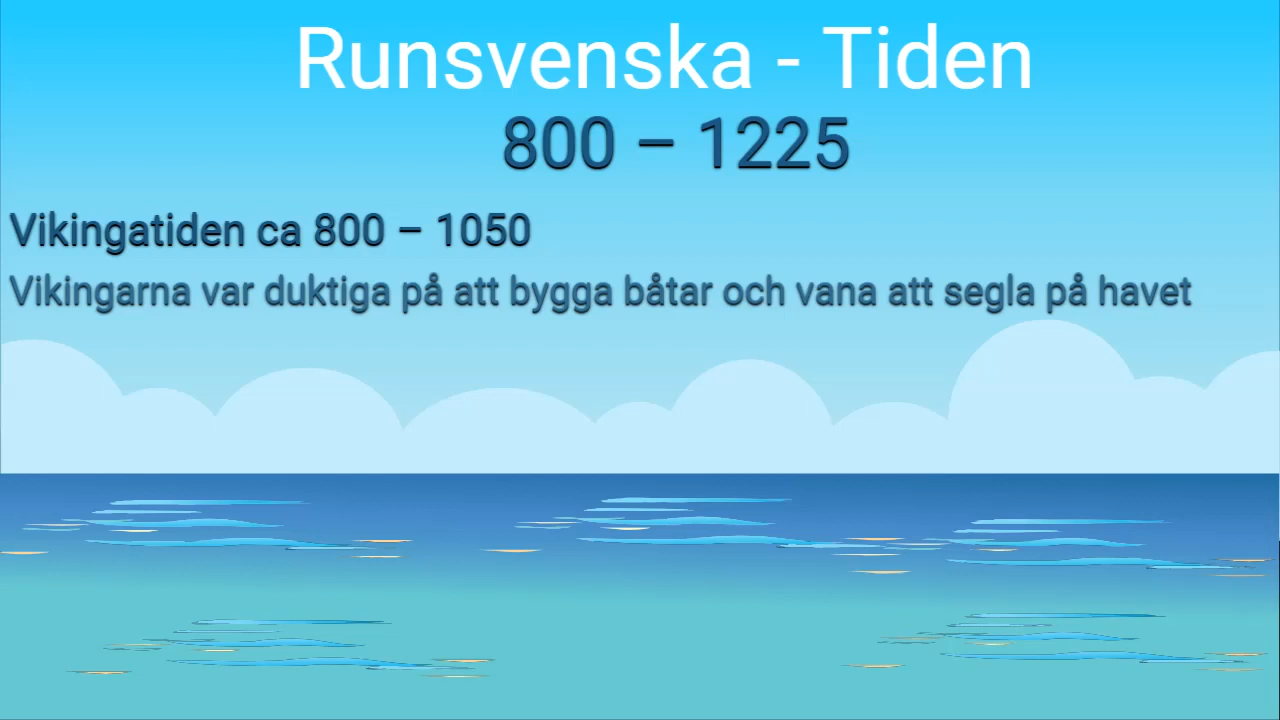 Runsvenska - Tiden
800 – 1225
Vikingatiden ca 800 – 1050
Vikingarna var duktiga på att bygga båtar och vana att segla på havet